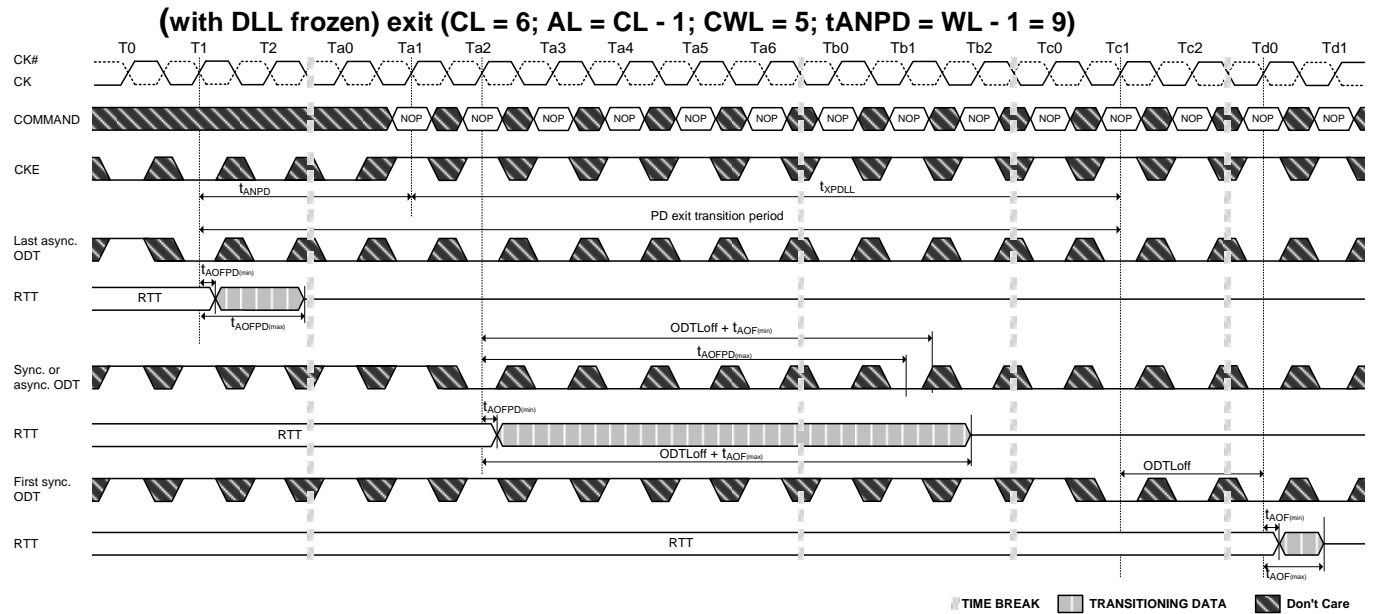 (with DLL frozen) exit (CL = 6; AL = CL - 1; CWL = 5; tANPD = WL - 1 = 9)
T0 T1 T2 Ta0 Ta1 Ta2 Ta3 Ta4 Ta5 Ta6 Tb0 Tb1 Tb2 Tc0 Tc1 Tc2 Td0 Td1
CK#
CK
COMMAND NOP NOP NOP NOP NOP NOP NOP NOP NOP NOP NOP NOP NOP NOP
CKE
tANPD tXPDLL
PD exit transition period
Last async.
ODT
tAOFPD(min)
RTT RTT
tAOFPD(max)
ODTLoff + tAOF(min)
tAOFPD(max)
Sync. or
async. ODT
tAOFPD(min)
RTT RTT
ODTLoff + tAOF(max)
ODTLoff
First sync.
ODT
tAOF(min)
RTT RTT
tAOF(max)
TIME BREAK TRANSITIONING DATA Don't Care